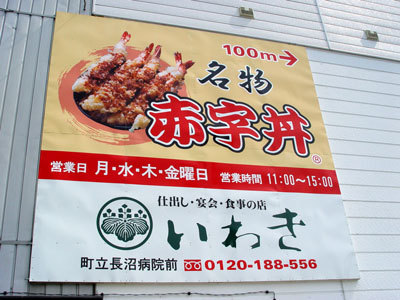 100m→
名物
赤字丼®
営業日 月・水・木・金曜日 営業時間 11:00〜15:00
仕出し・宴会・食事の店
いわき
町立長沼病院前 0120-188-556